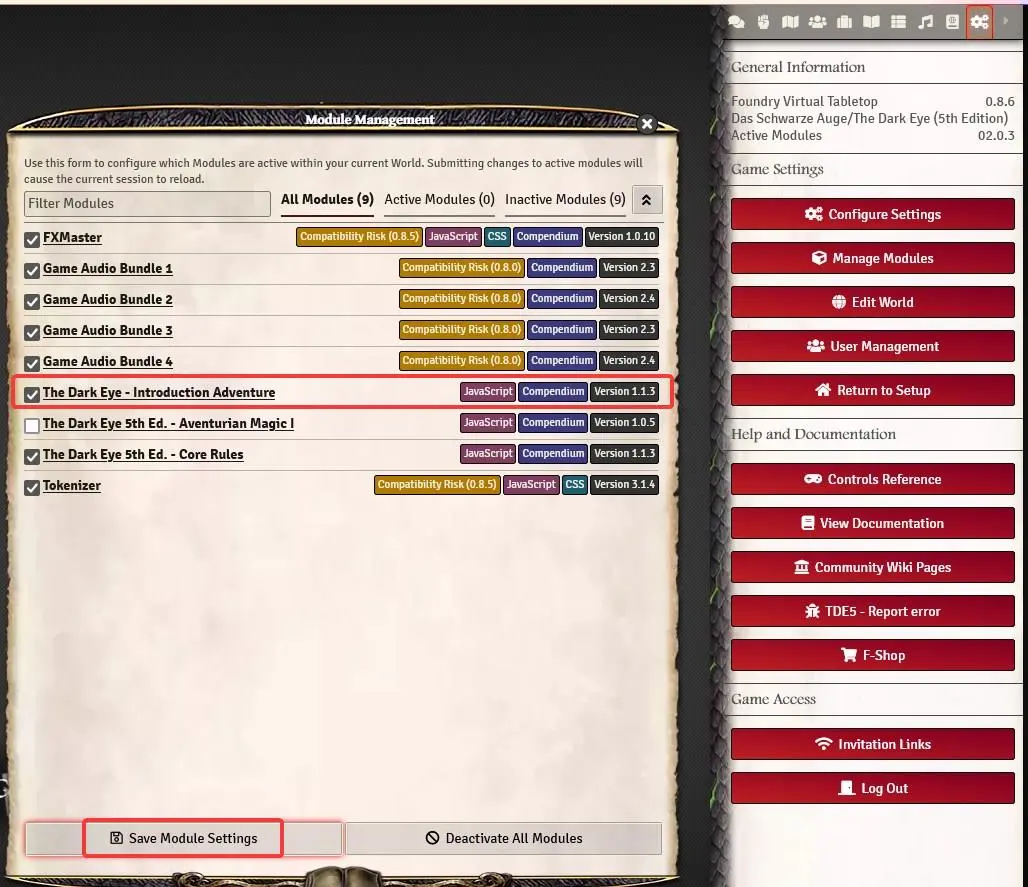 Module Management
Use this form to configure which Modules are active within your current World. Submitting changes to active modules will
cause the current session to reload.
Filter Modules All Modules (9) Active Modules (0) Inactive Modules (9)
FXMaster Compatibility Risk (0.8.5) JavaScript CSS Compendium Version 1.0.10
Game Audio Bundle 1 Compatibility Risk (0.8.0) Compendium Version 2.3
Game Audio Bundle 2 Compatibility Risk (0.8.0) Compendium Version 2.4
Game Audio Bundle 3 Compatibility Risk (0.8.0) Compendium Version 2.3
Game Audio Bundle 4 Compatibility Risk (0.8.0) Compendium Version 2.4
The Dark Eye - Introduction Adventure JavaScript Compendium Version 1.1.3
The Dark Eye 5th Ed. - Aventurian Magic I JavaScript Compendium Version 1.0.5
The Dark Eye 5th Ed. - Core Rules JavaScript Compendium Version 1.1.3
Tokenizer Compatibility Risk (0.8.5) JavaScript CSS Version 3.1.4
Save Module Settings Deactivate All Modules
General Information
Foundry Virtual Tabletop 0.8.6
Das Schwarze Auge/The Dark Eye (5th Edition)
Active Modules 02.0.3
Game Settings
Configure Settings
Manage Modules
Edit World
User Management
Return to Setup
Help and Documentation
Controls Reference
View Documentation
Community Wiki Pages
TDE5 - Report error
F-Shop
Game Access
Invitation Links
Log Out